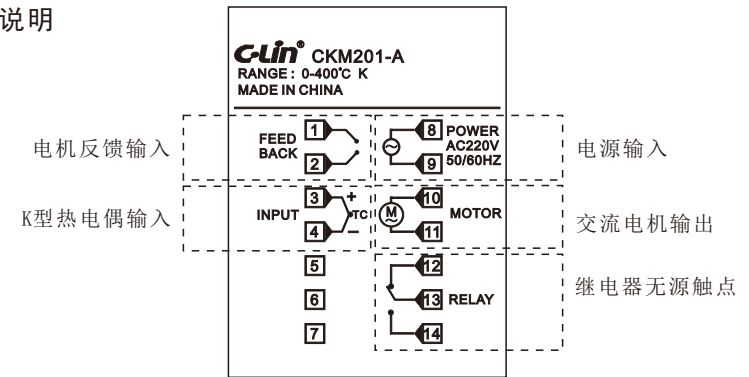 说明
C-Lin® CKM201-A
RANGE: 0-400℃ K
MADE IN CHINA
电机反馈输入
FEED BACK
1
2
8
9
POWER
AC220V
50/60HZ
电源输入
K型热电偶输入
INPUT
3
4
+
TC
−
M
10
11
MOTOR
交流电机输出
5
6
7
12
13
14
RELAY
继电器无源触点